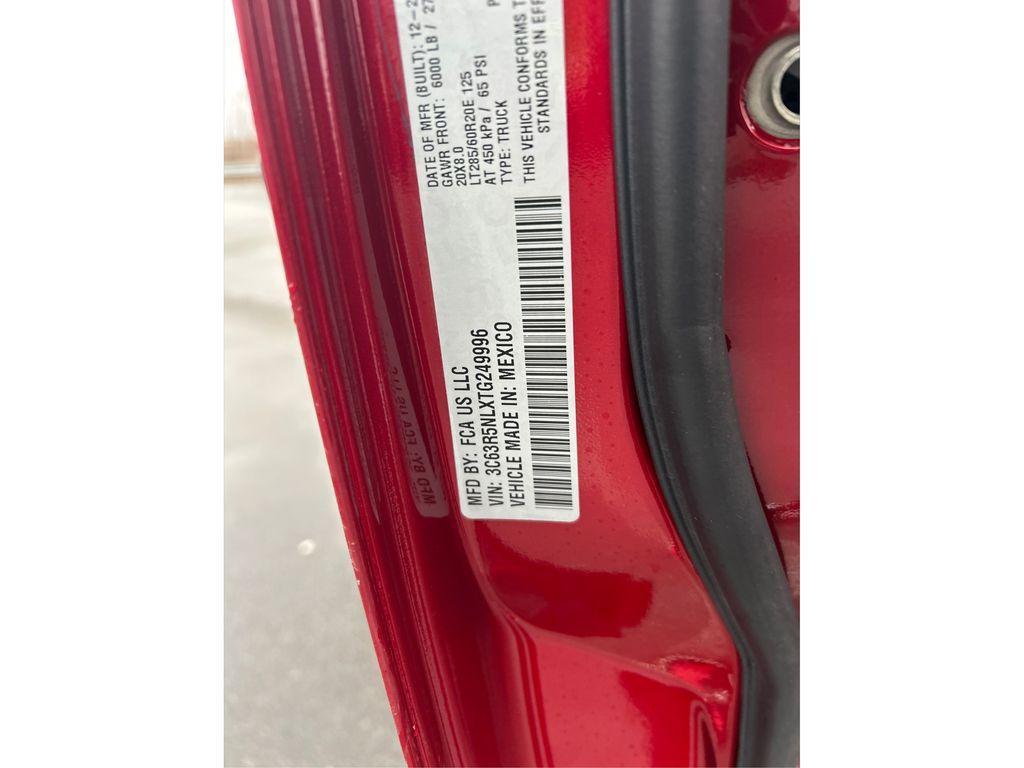 MFD BY: FCA US LLC
VIN: 3C63R5NLXTG249996
VEHICLE MADE IN: MEXICO
DATE OF MFR (BUILT): 12-2
GAWR FRONT: 6000 LB / 27
20X8.0
LT285/60R20E 125
AT 450 kPa / 65 PSI
TYPE: TRUCK
THIS VEHICLE CONFORMS T
STANDARDS IN EFF